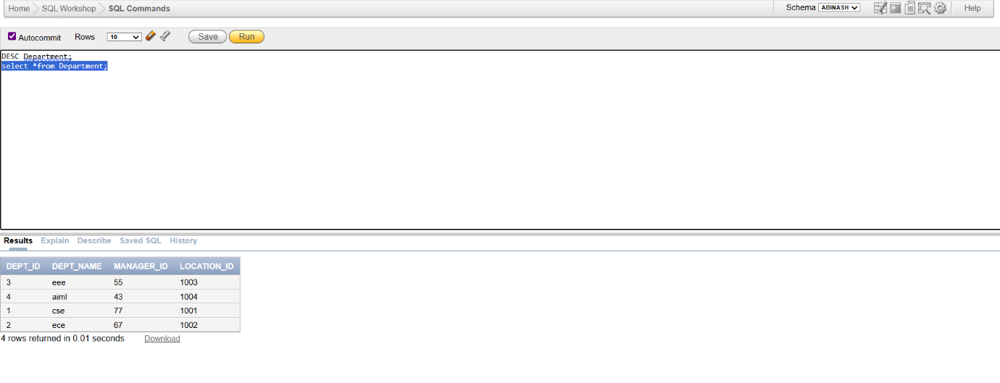 Home SQL Workshop SQL Commands Schema ABINASH Help
Autocommit Rows 10 Save Run
DESC Department;
select *from Department;
Results Explain Describe Saved SQL History
DEPT_ID DEPT_NAME MANAGER_ID LOCATION_ID
3 eee 55 1003
4 aiml 43 1004
1 cse 77 1001
2 ece 67 1002
4 rows returned in 0.01 seconds Download